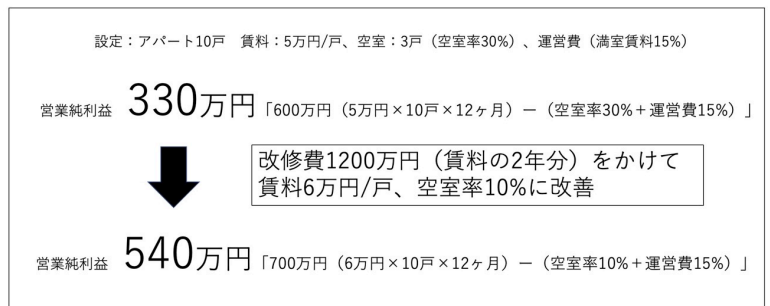 設定：アパート10戸　賃料：5万円/戸、空室：3戸（空室率30%）、運営費（満室賃料15%）
営業純利益 330万円「600万円（5万円×10戸×12ヶ月）ー（空室率30%＋運営費15%）」
改修費1200万円（賃料の2年分）をかけて
賃料6万円/戸、空室率10%に改善
営業純利益 540万円「700万円（6万円×10戸×12ヶ月）ー（空室率10%＋運営費15%）」